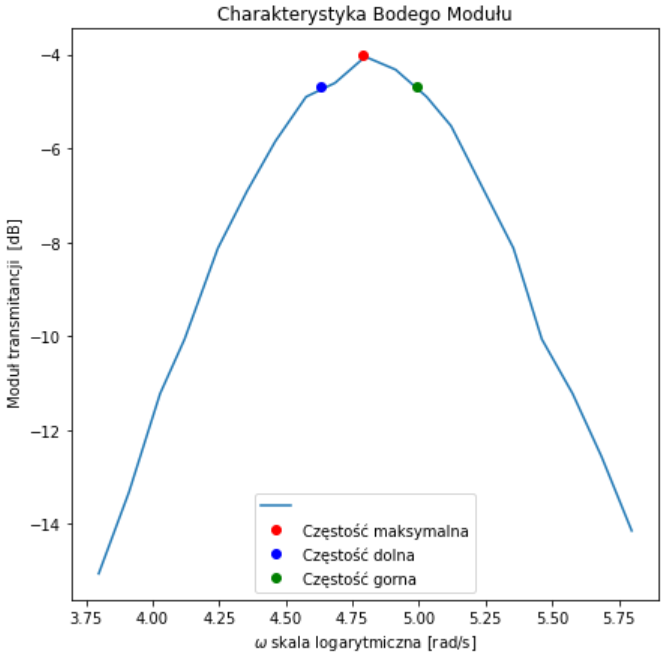 Charakterystyka Bodego Modułu
Moduł transmitancji [dB]
−4
−6
−8
−10
−12
−14
Częstość maksymalna
Częstość dolna
Częstość gorna
3.75 4.00 4.25 4.50 4.75 5.00 5.25 5.50 5.75
ω skala logarytmiczna [rad/s]